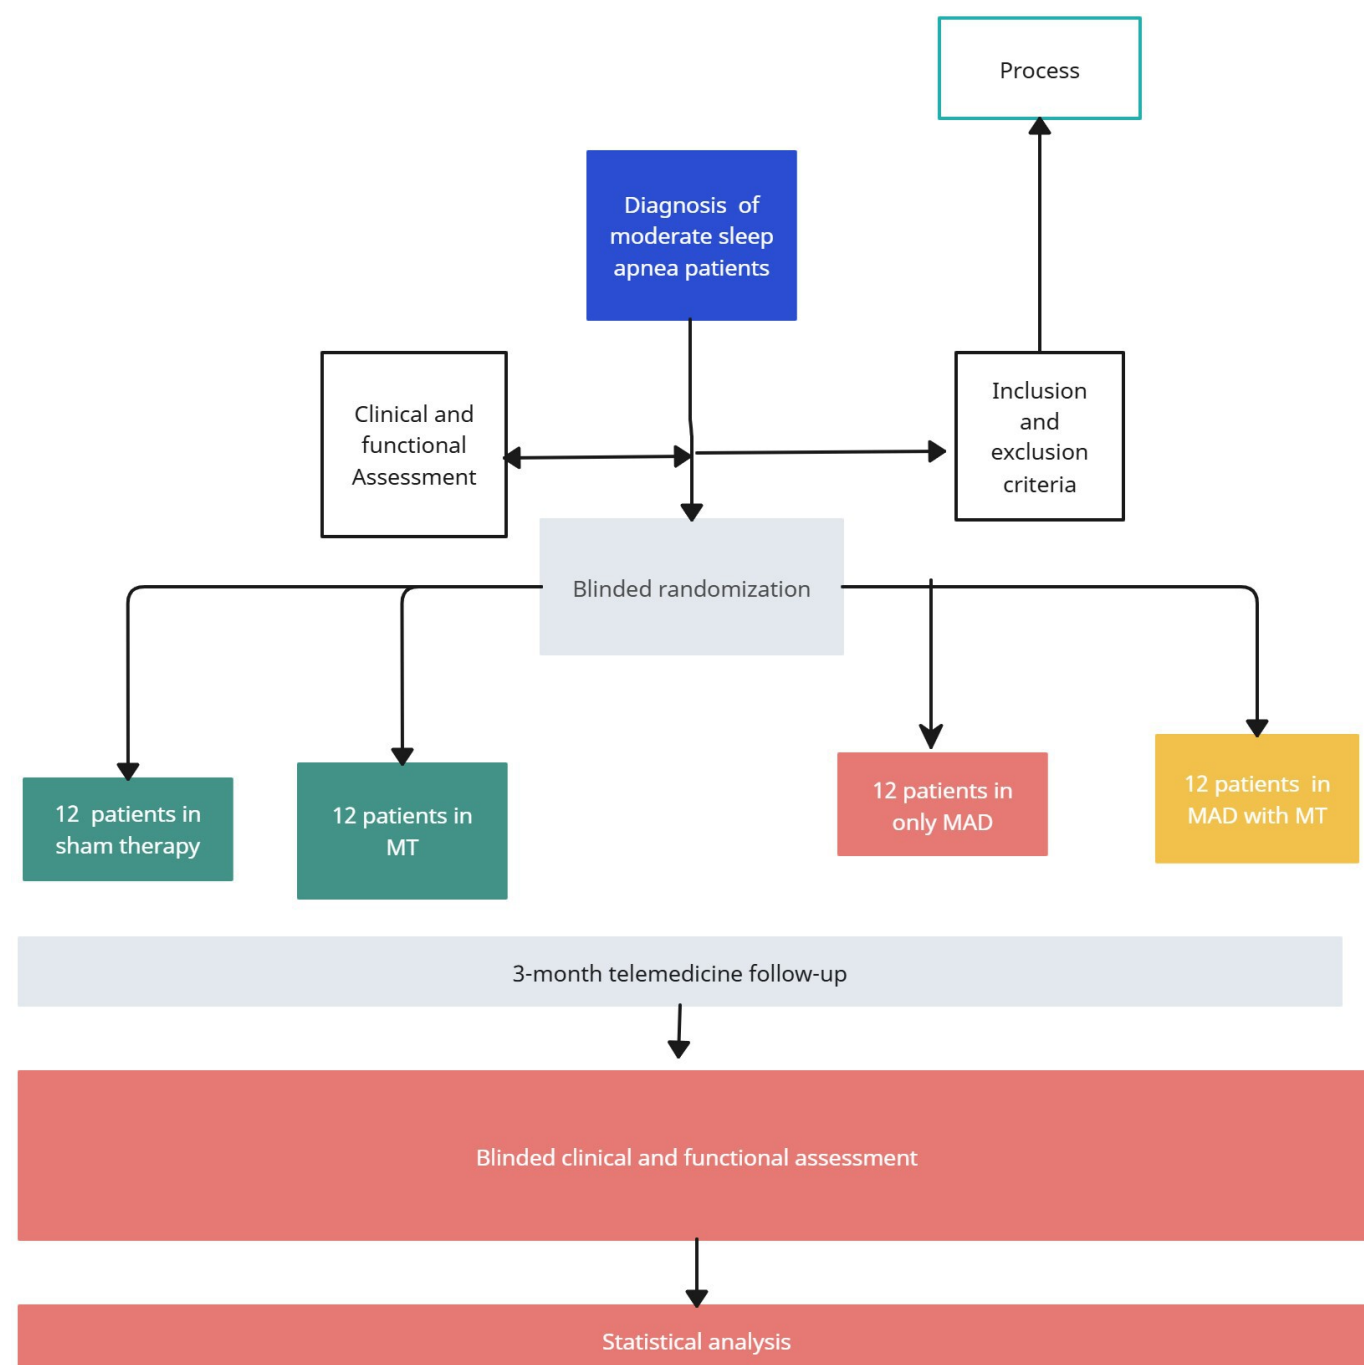 Process
Diagnosis of
moderate sleep
apnea patients
Clinical and
functional
Assessment
Inclusion
and
exclusion
criteria
Blinded randomization
12 patients in
sham therapy
12 patients in
MT
12 patients in
only MAD
12 patients in
MAD with MT
3-month telemedicine follow-up
Blinded clinical and functional assessment
Statistical analysis